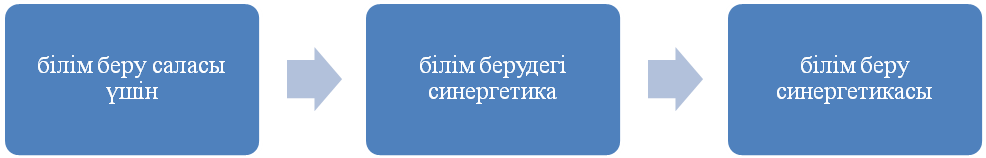 білім беру саласы
үшін
білім берудегі
синергетика
білім беру
синергетикасы